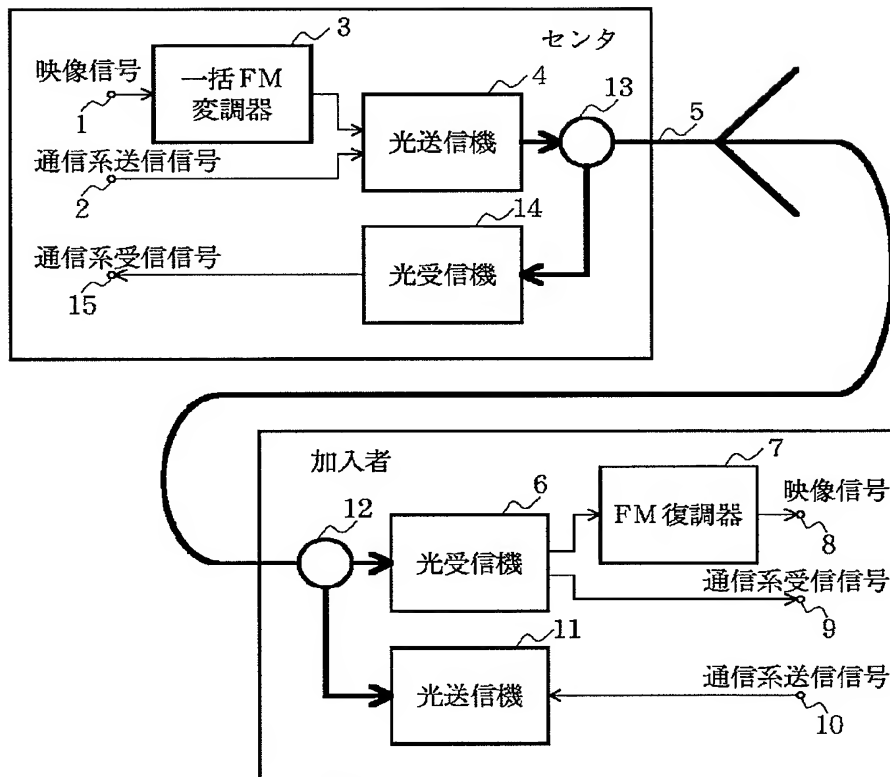 3
センタ
映像信号
1
一括FM
変調器
4
光送信機
13
5
通信系送信信号
2
14
光受信機
通信系受信信号
15
加入者
12
6
光受信機
7
FM復調器
映像信号
8
通信系受信信号
9
11
光送信機
通信系送信信号
10